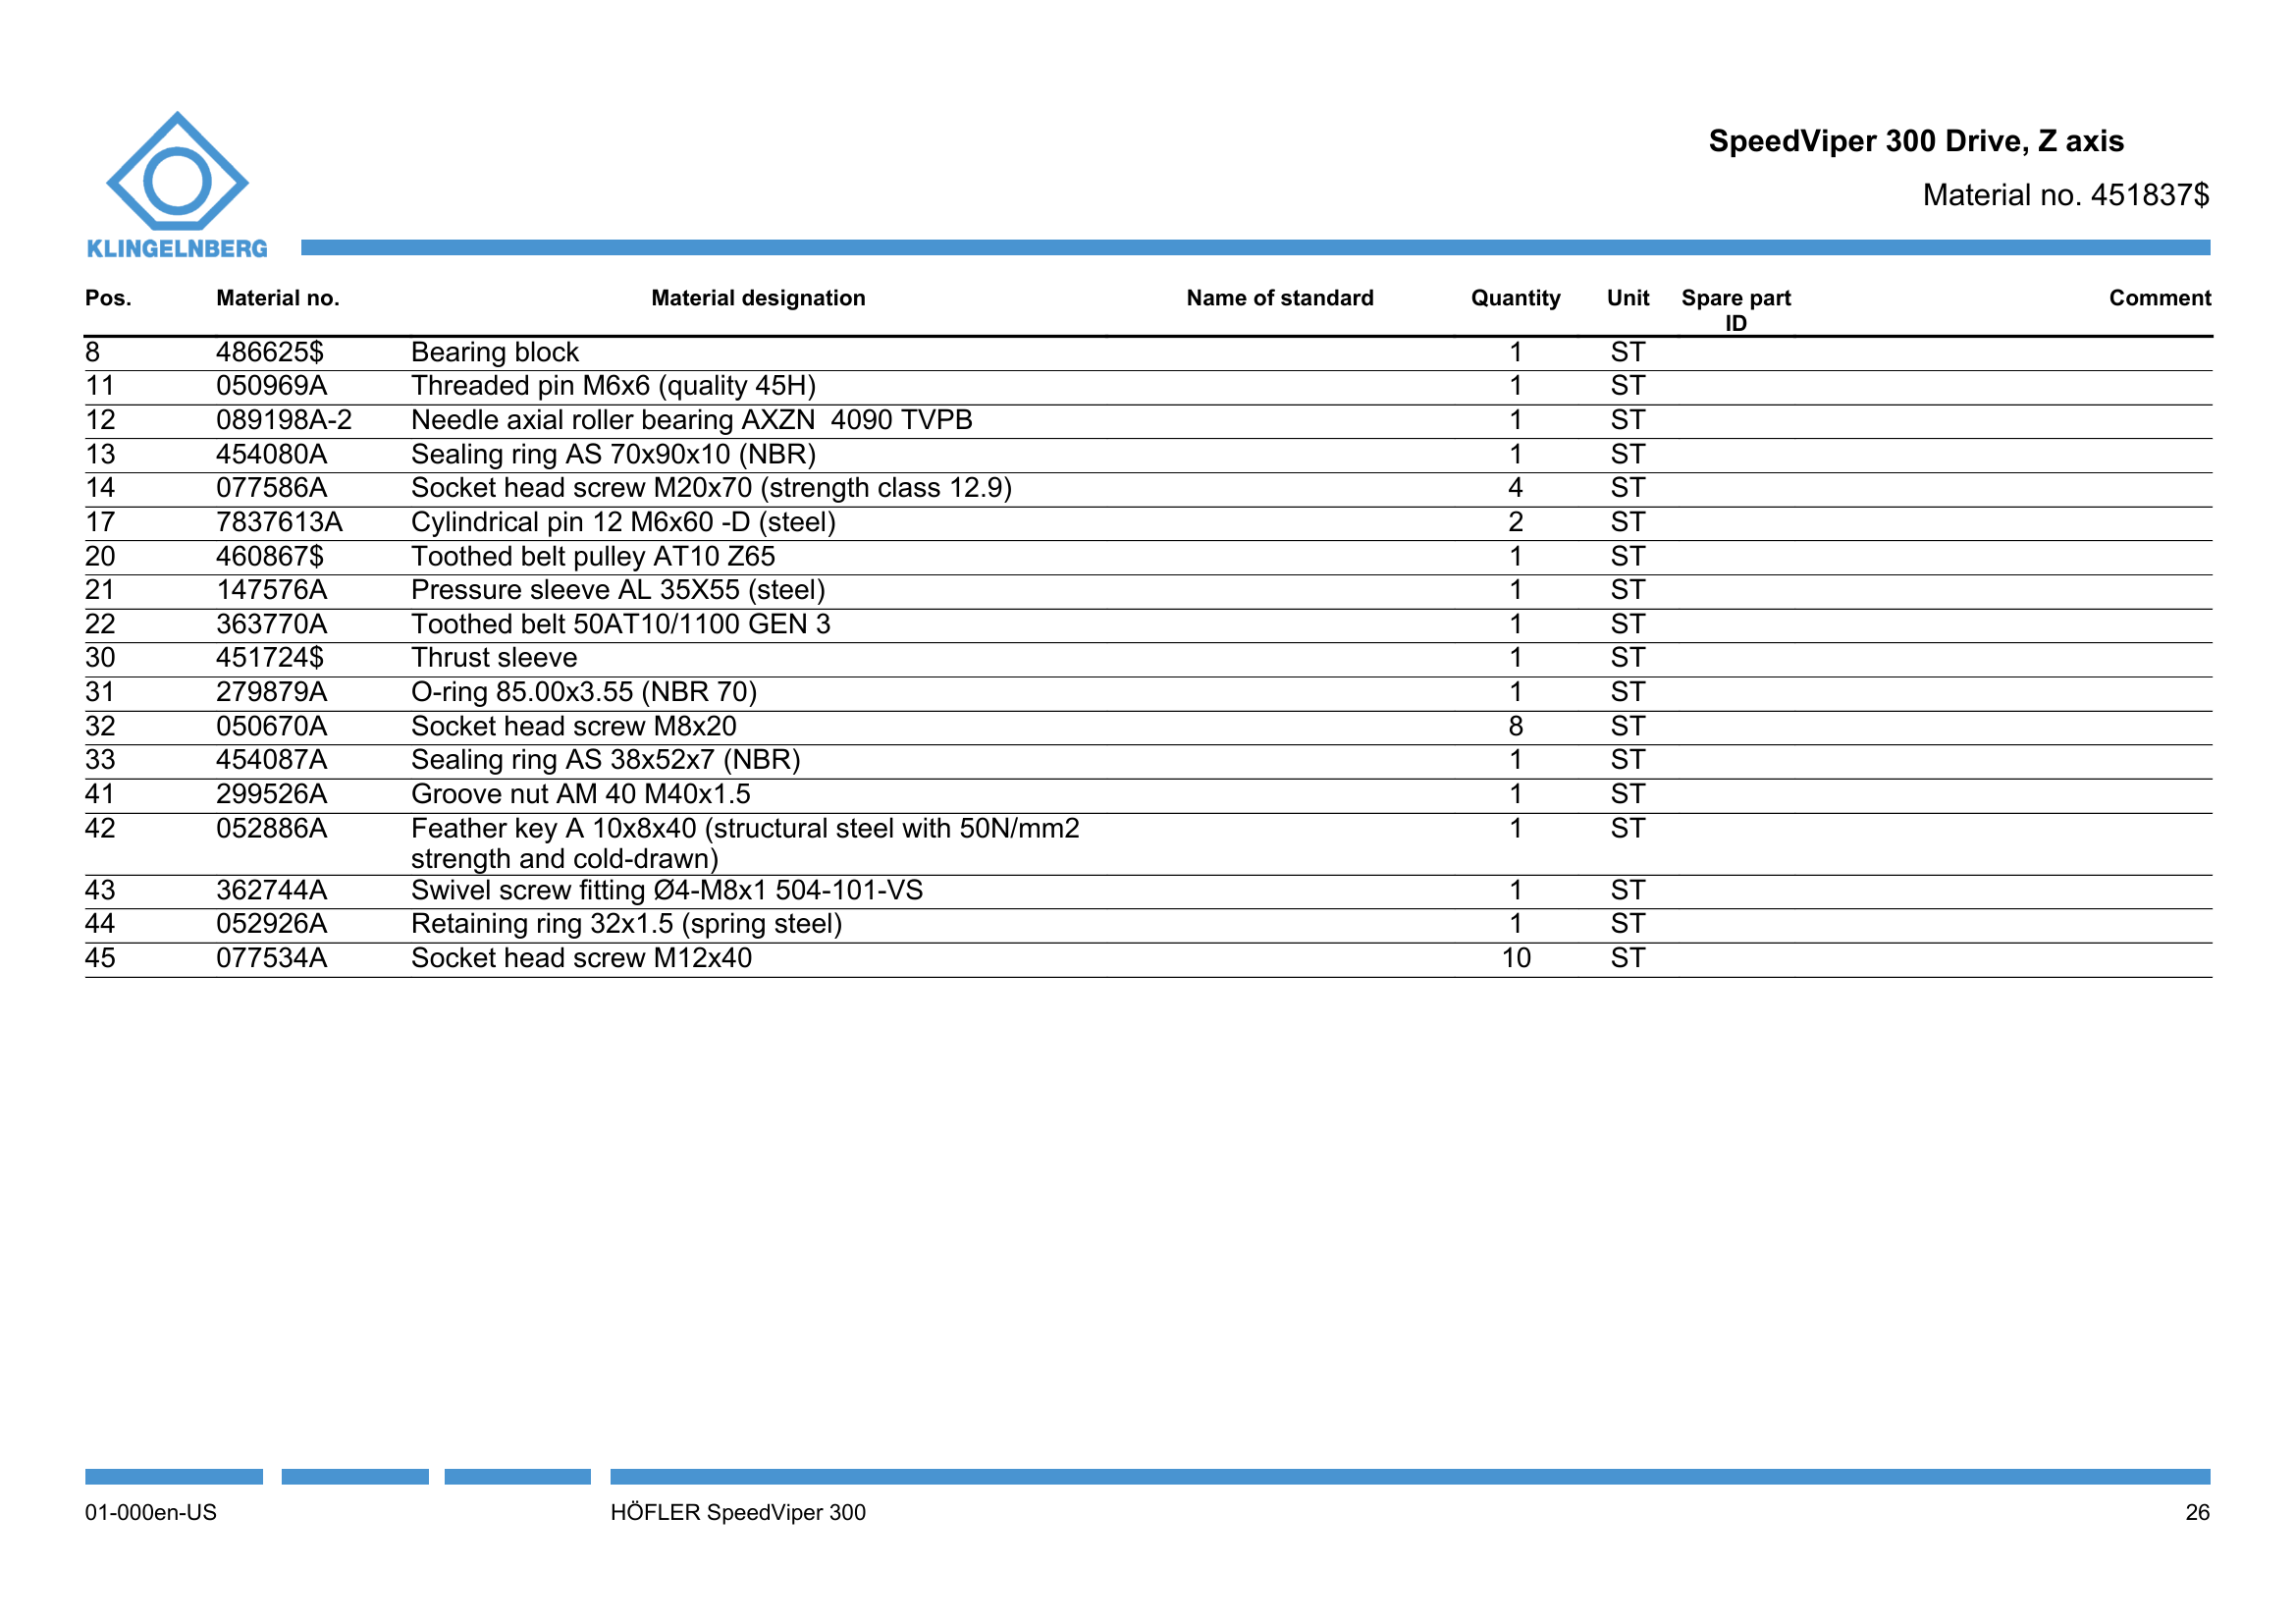 KLINGELNBERG
SpeedViper 300 Drive, Z axis
Material no. 451837$
Pos. Material no. Material designation Name of standard Quantity Unit Spare part ID Comment
8 486625$ Bearing block 1 ST
11 050969A Threaded pin M6x6 (quality 45H) 1 ST
12 089198A-2 Needle axial roller bearing AXZN  4090 TVPB 1 ST
13 454080A Sealing ring AS 70x90x10 (NBR) 1 ST
14 077586A Socket head screw M20x70 (strength class 12.9) 4 ST
17 7837613A Cylindrical pin 12 M6x60 -D (steel) 2 ST
20 460867$ Toothed belt pulley AT10 Z65 1 ST
21 147576A Pressure sleeve AL 35X55 (steel) 1 ST
22 363770A Toothed belt 50AT10/1100 GEN 3 1 ST
30 451724$ Thrust sleeve 1 ST
31 279879A O-ring 85.00x3.55 (NBR 70) 1 ST
32 050670A Socket head screw M8x20 8 ST
33 454087A Sealing ring AS 38x52x7 (NBR) 1 ST
41 299526A Groove nut AM 40 M40x1.5 1 ST
42 052886A Feather key A 10x8x40 (structural steel with 50N/mm2 1 ST
strength and cold-drawn)
43 362744A Swivel screw fitting Ø4-M8x1 504-101-VS 1 ST
44 052926A Retaining ring 32x1.5 (spring steel) 1 ST
45 077534A Socket head screw M12x40 10 ST
01-000en-US HÖFLER SpeedViper 300 26